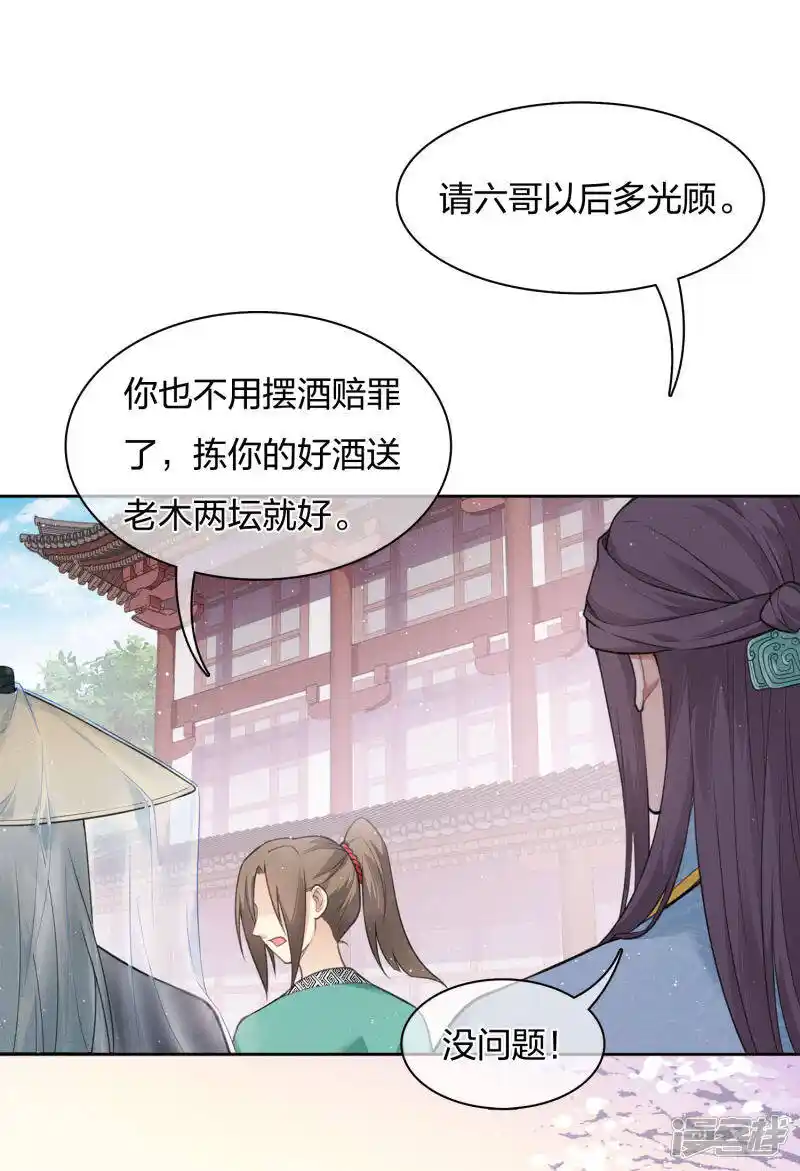 请六哥以后多光顾。
你也不用摆酒赔罪
了，拣你的好酒送
老木两坛就好。
没问题！
漫客栈